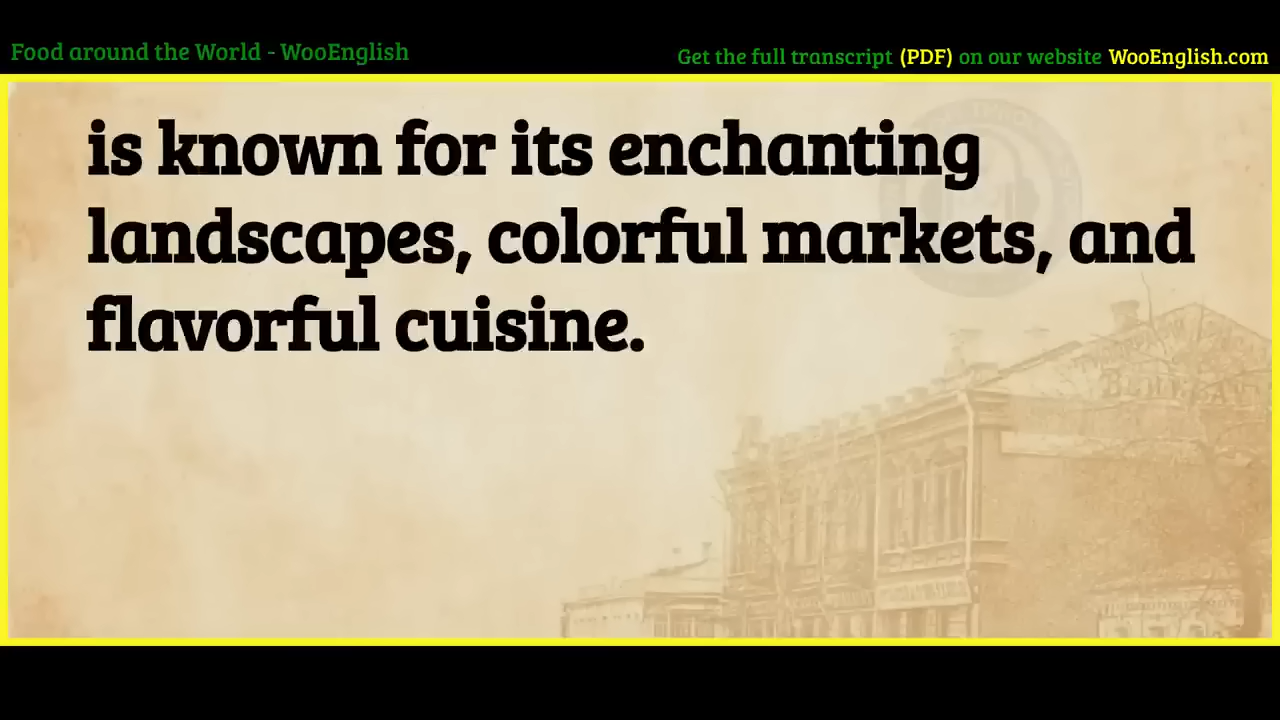 Food around the World - WooEnglish
Get the full transcript (PDF) on our website WooEnglish.com
is known for its enchanting
landscapes, colorful markets, and
flavorful cuisine.